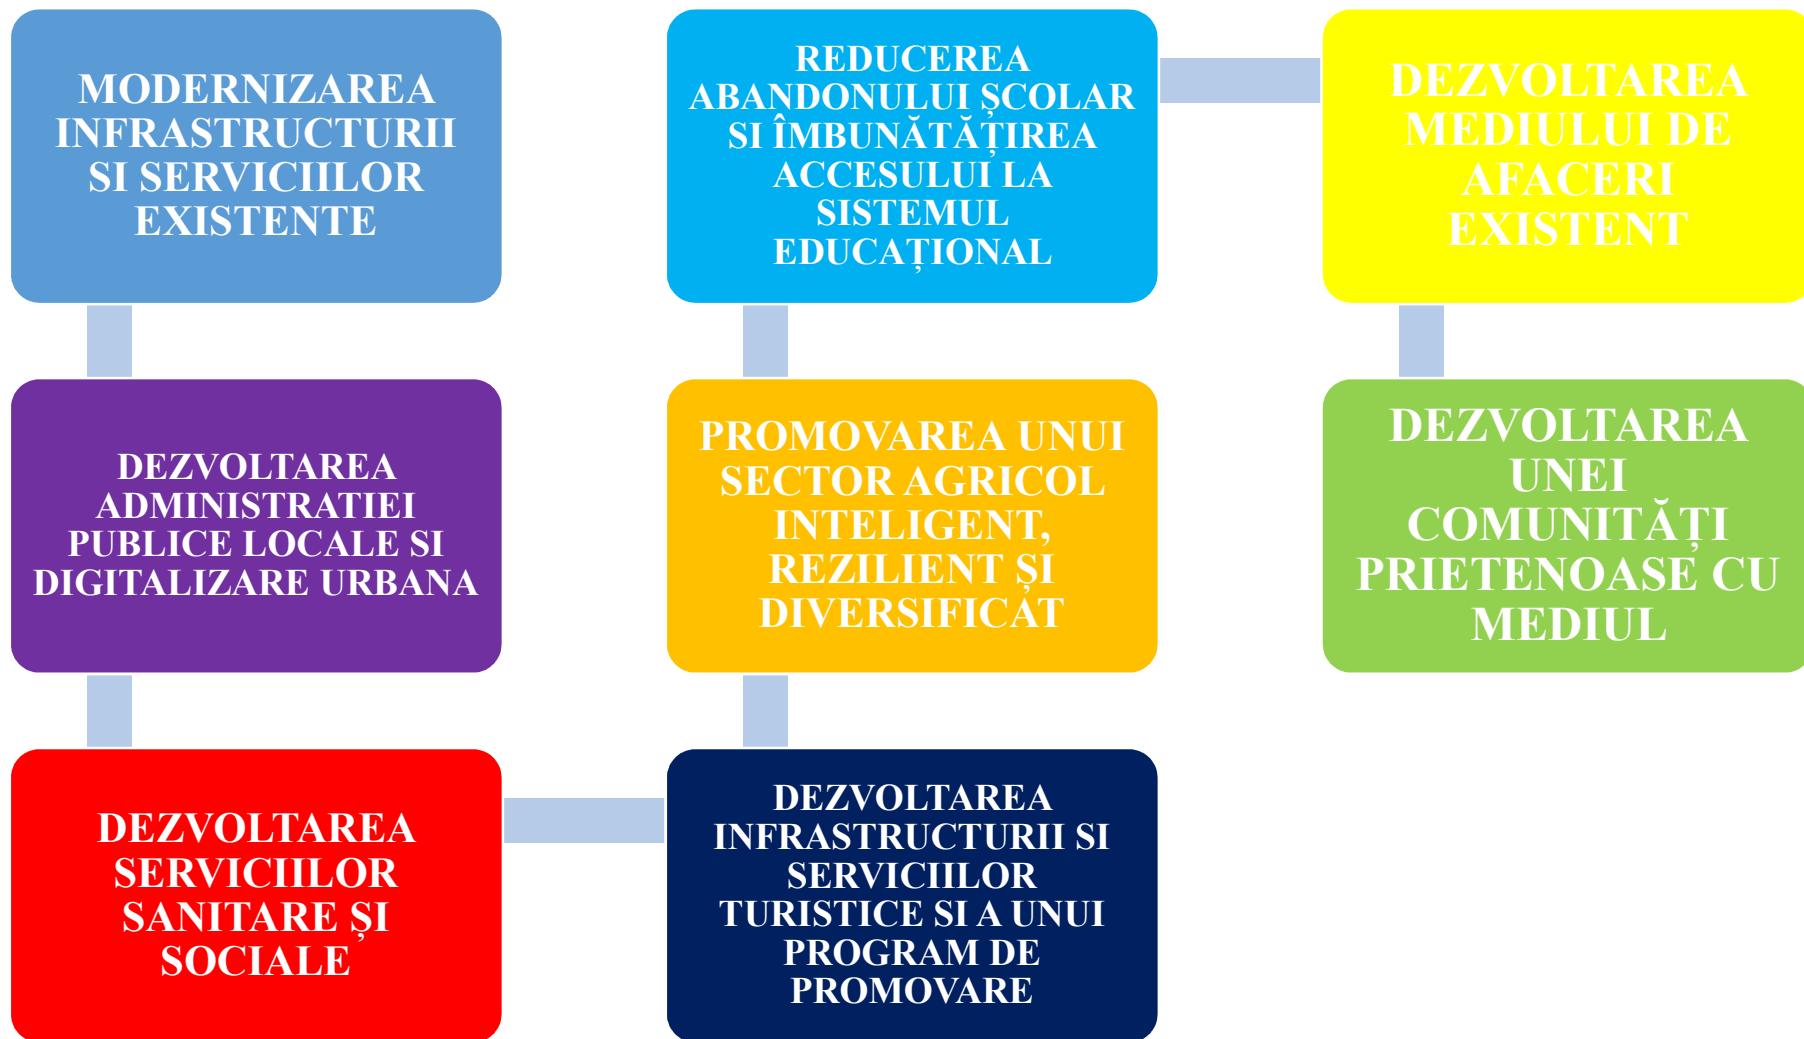 MODERNIZAREA
INFRASTRUCTURII
SI SERVICIILOR
EXISTENTE
DEZVOLTAREA
ADMINISTRATIEI
PUBLICE LOCALE SI
DIGITALIZARE URBANA
DEZVOLTAREA
SERVICIILOR
SANITARE ȘI
SOCIALE
DEZVOLTAREA
INFRASTRUCTURII SI
SERVICIILOR
TURISTICE SI A UNUI
PROGRAM DE
PROMOVARE
PROMOVAREA UNUI
SECTOR AGRICOL
INTELIGENT,
REZILIENT ȘI
DIVERSIFICAT
REDUCEREA
ABANDONULUI ȘCOLAR
SI ÎMBUNĂTĂȚIREA
ACCESULUI LA
SISTEMUL
EDUCAȚIONAL
DEZVOLTAREA
MEDIULUI DE
AFACERI
EXISTENT
DEZVOLTAREA
UNEI
COMUNITĂȚI
PRIETENOASE CU
MEDIUL